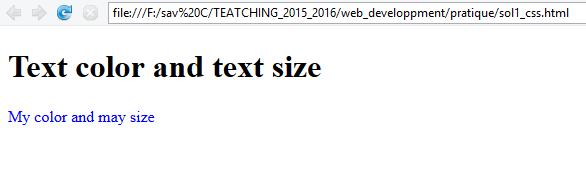 file:///F:/sav%20C/TEATCHING_2015_2016/web_developpment/pratique/sol1_css.html
Text color and text size
My color and may size